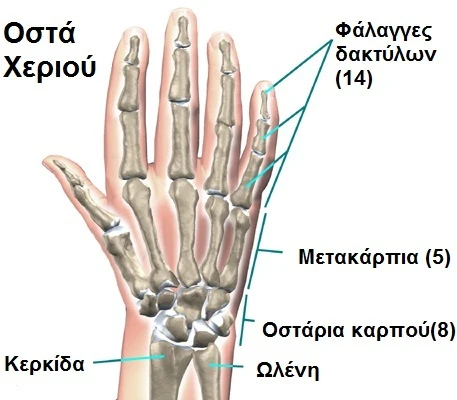 Οστά
Χεριού
Φάλαγγες
δακτύλων
(14)
Μετακάρπια (5)
Οστάρια καρπού(8)
Κερκίδα
Ωλένη